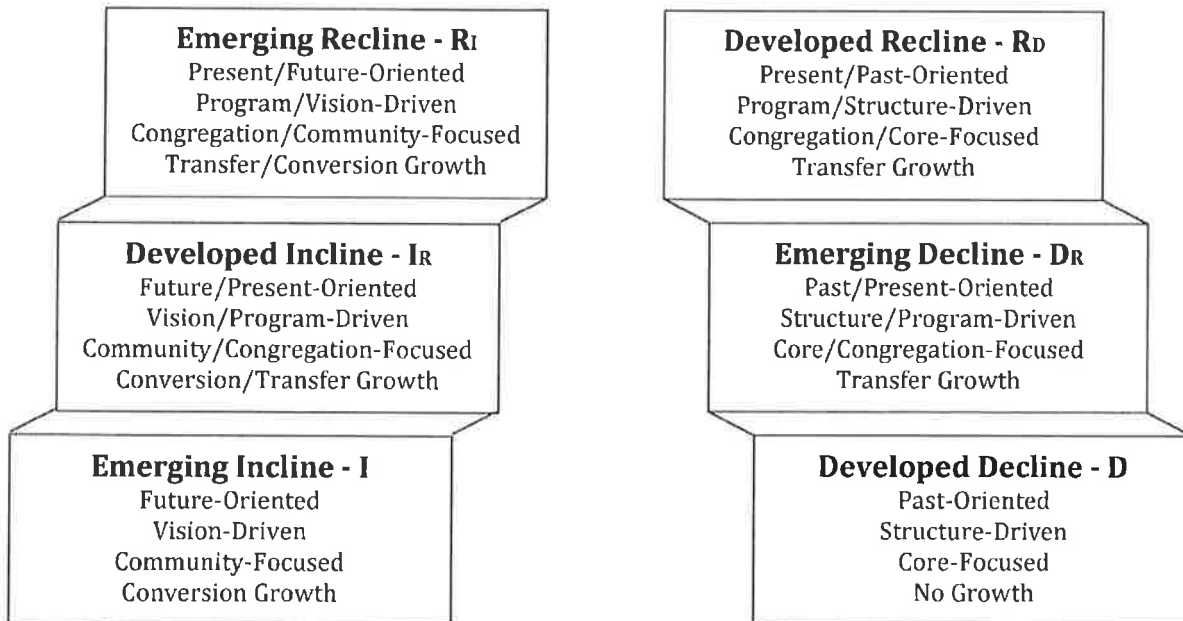 Emerging Recline - RI
Present/Future-Oriented
Program/Vision-Driven
Congregation/Community-Focused
Transfer/Conversion Growth
Developed Incline - IR
Future/Present-Oriented
Vision/Program-Driven
Community/Congregation-Focused
Conversion/Transfer Growth
Emerging Incline - I
Future-Oriented
Vision-Driven
Community-Focused
Conversion Growth
Developed Recline - RD
Present/Past-Oriented
Program/Structure-Driven
Congregation/Core-Focused
Transfer Growth
Emerging Decline - DR
Past/Present-Oriented
Structure/Program-Driven
Core/Congregation-Focused
Transfer Growth
Developed Decline - D
Past-Oriented
Structure-Driven
Core-Focused
No Growth